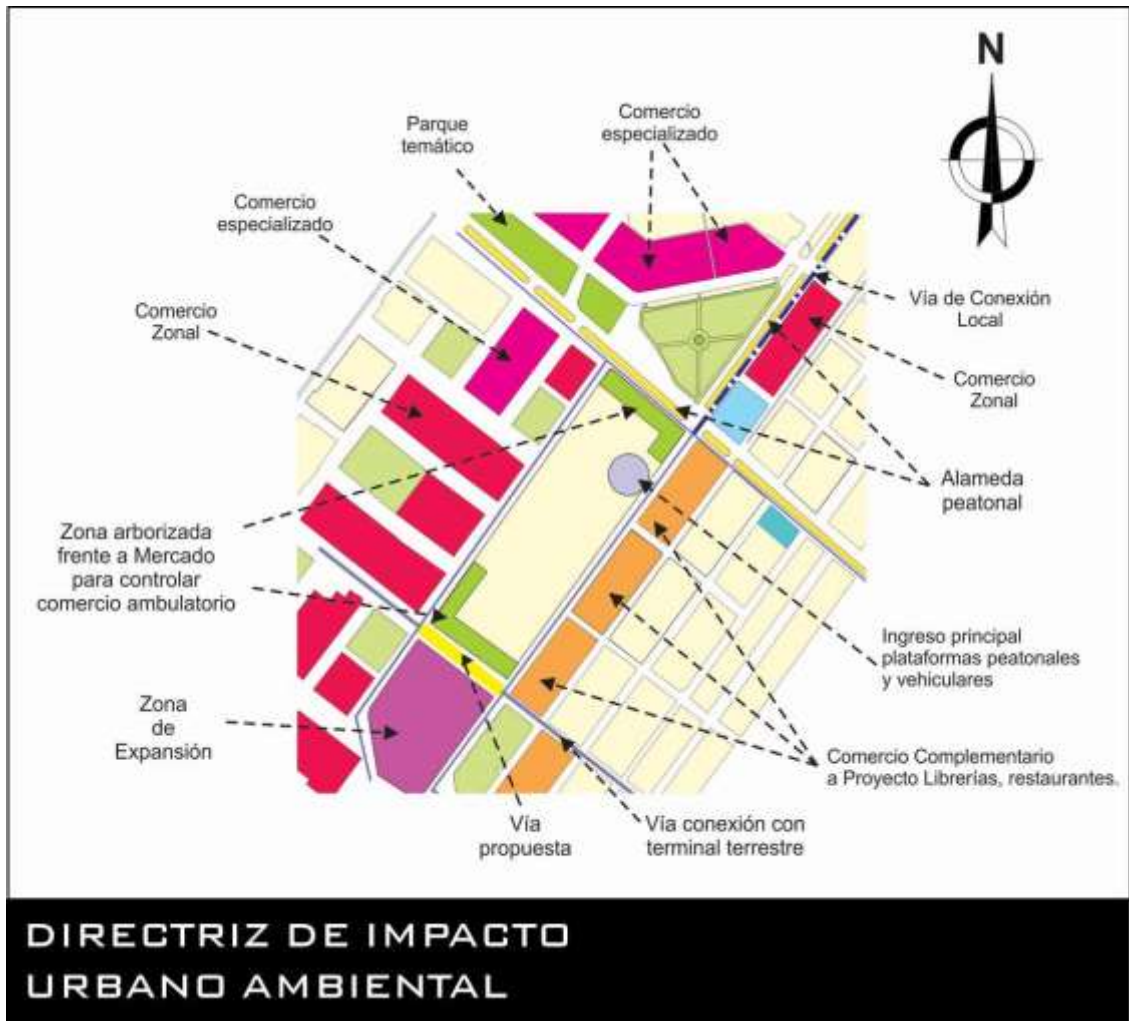 N
Comercio
especializado
Parque
temático
Comercio
especializado
Vía de Conexión
Local
Comercio
Zonal
Comercio
Zonal
Alameda
peatonal
Zona arborizada
frente a Mercado
para controlar
comercio ambulatorio
Ingreso principal
plataformas peatonales
y vehiculares
Zona
de
Expansión
Comercio Complementario
a Proyecto Librerías, restaurantes.
Vía
propuesta
Vía conexión con
terminal terrestre
DIRECTRIZ DE IMPACTO
URBANO AMBIENTAL